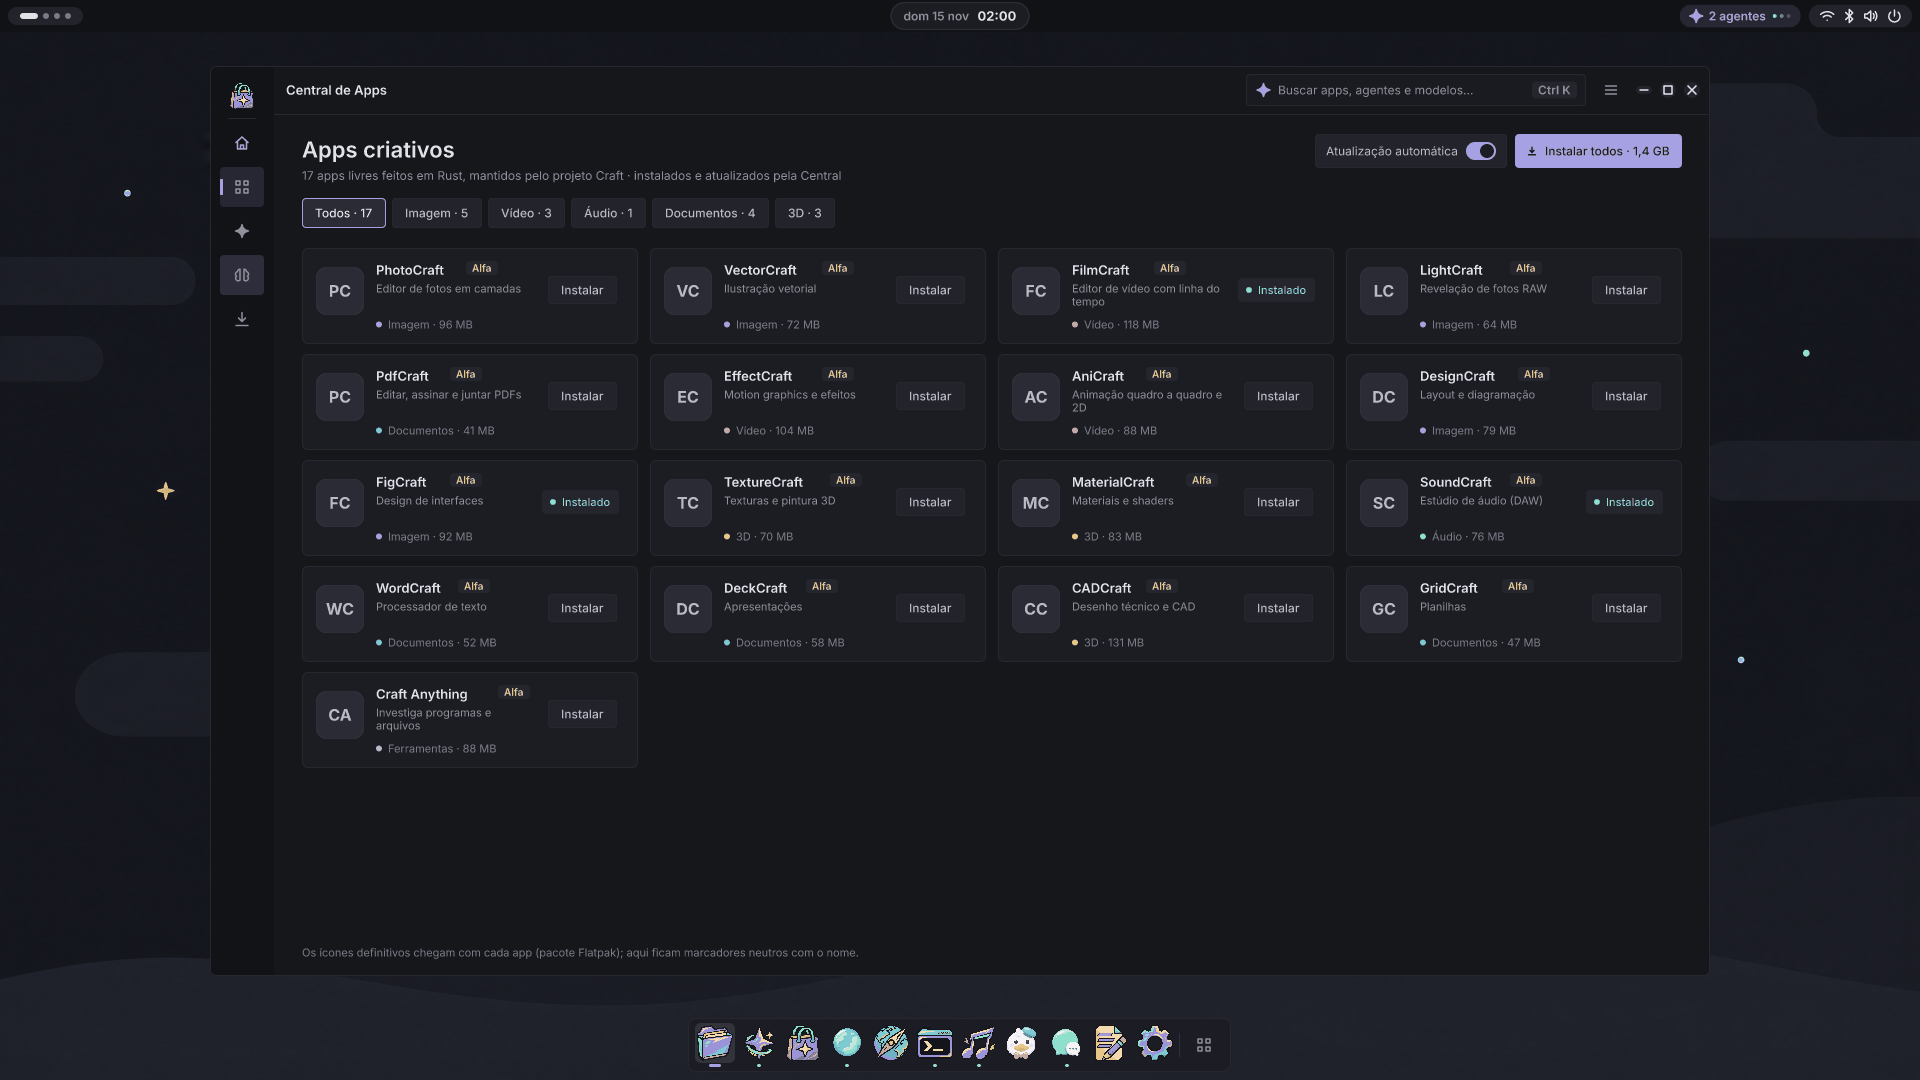 dom 15 nov 02:00
2 agentes
Central de Apps
Buscar apps, agentes e modelos... Ctrl K
Apps criativos
17 apps livres feitos em Rust, mantidos pelo projeto Craft · instalados e atualizados pela Central
Atualização automática
Instalar todos · 1,4 GB
Todos · 17
Imagem · 5
Vídeo · 3
Áudio · 1
Documentos · 4
3D · 3
PC
PhotoCraft Alfa
Editor de fotos em camadas
Imagem · 96 MB
Instalar
VC
VectorCraft Alfa
Ilustração vetorial
Imagem · 72 MB
Instalar
FC
FilmCraft Alfa
Editor de vídeo com linha do
tempo
Vídeo · 118 MB
Instalado
LC
LightCraft Alfa
Revelação de fotos RAW
Imagem · 64 MB
Instalar
PC
PdfCraft Alfa
Editar, assinar e juntar PDFs
Documentos · 41 MB
Instalar
EC
EffectCraft Alfa
Motion graphics e efeitos
Vídeo · 104 MB
Instalar
AC
AniCraft Alfa
Animação quadro a quadro e
2D
Vídeo · 88 MB
Instalar
DC
DesignCraft Alfa
Layout e diagramação
Imagem · 79 MB
Instalar
FC
FigCraft Alfa
Design de interfaces
Imagem · 92 MB
Instalado
TC
TextureCraft Alfa
Texturas e pintura 3D
3D · 70 MB
Instalar
MC
MaterialCraft Alfa
Materiais e shaders
3D · 83 MB
Instalar
SC
SoundCraft Alfa
Estúdio de áudio (DAW)
Áudio · 76 MB
Instalado
WC
WordCraft Alfa
Processador de texto
Documentos · 52 MB
Instalar
DC
DeckCraft Alfa
Apresentações
Documentos · 58 MB
Instalar
CC
CADCraft Alfa
Desenho técnico e CAD
3D · 131 MB
Instalar
GC
GridCraft Alfa
Planilhas
Documentos · 47 MB
Instalar
CA
Craft Anything Alfa
Investiga programas e
arquivos
Ferramentas · 88 MB
Instalar
Os ícones definitivos chegam com cada app (pacote Flatpak); aqui ficam marcadores neutros com o nome.